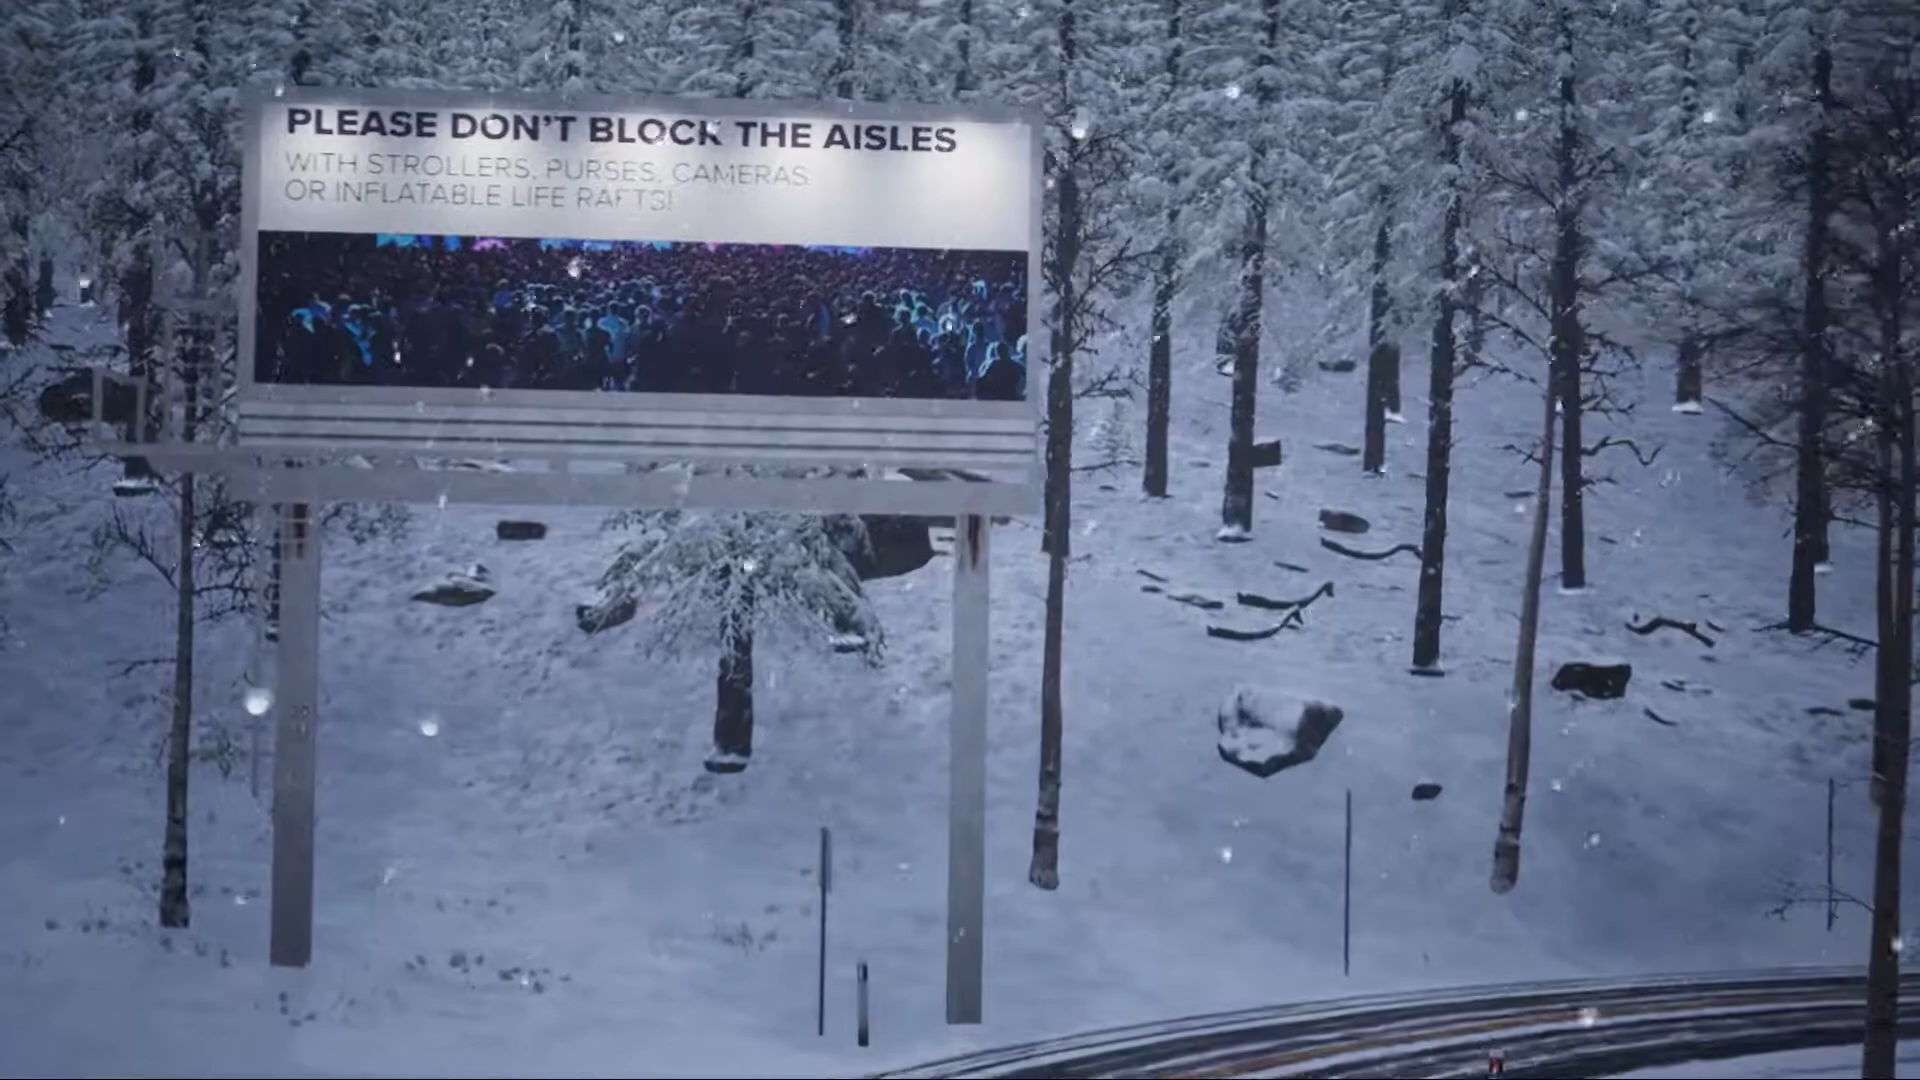 PLEASE DON'T BLOCK THE AISLES
WITH STROLLERS, PURSES, CAMERAS
OR INFLATABLE LIFE RAFTS!